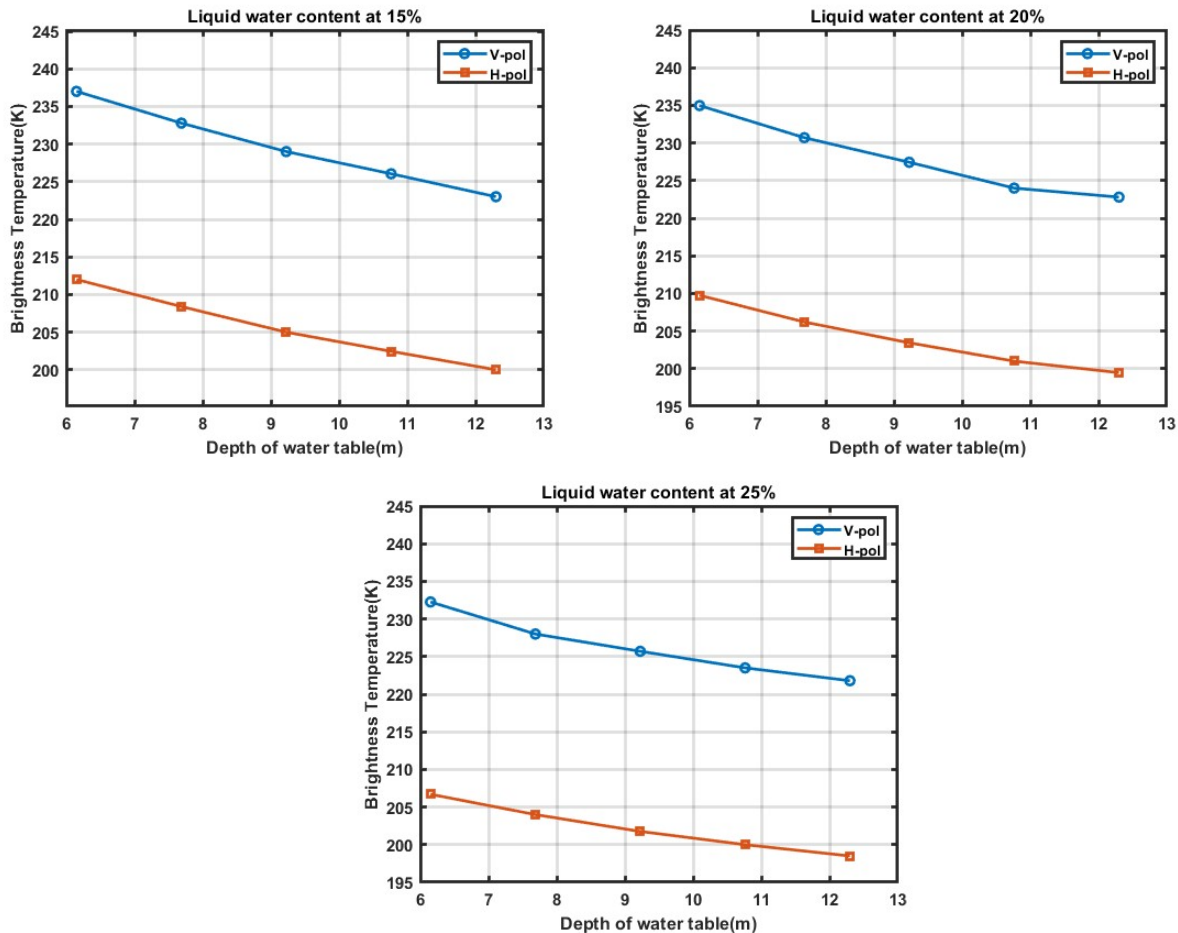 Liquid water content at 15%
245
240
235
230
225
220
215
210
205
200
6 7 8 9 10 11 12 13
Brightness Temperature(K)
Depth of water table(m)
V-pol
H-pol
Liquid water content at 20%
245
240
235
230
225
220
215
210
205
200
195
6 7 8 9 10 11 12 13
Brightness Temperature(K)
Depth of water table(m)
V-pol
H-pol
Liquid water content at 25%
245
240
235
230
225
220
215
210
205
200
195
6 7 8 9 10 11 12 13
Brightness Temperature(K)
Depth of water table(m)
V-pol
H-pol